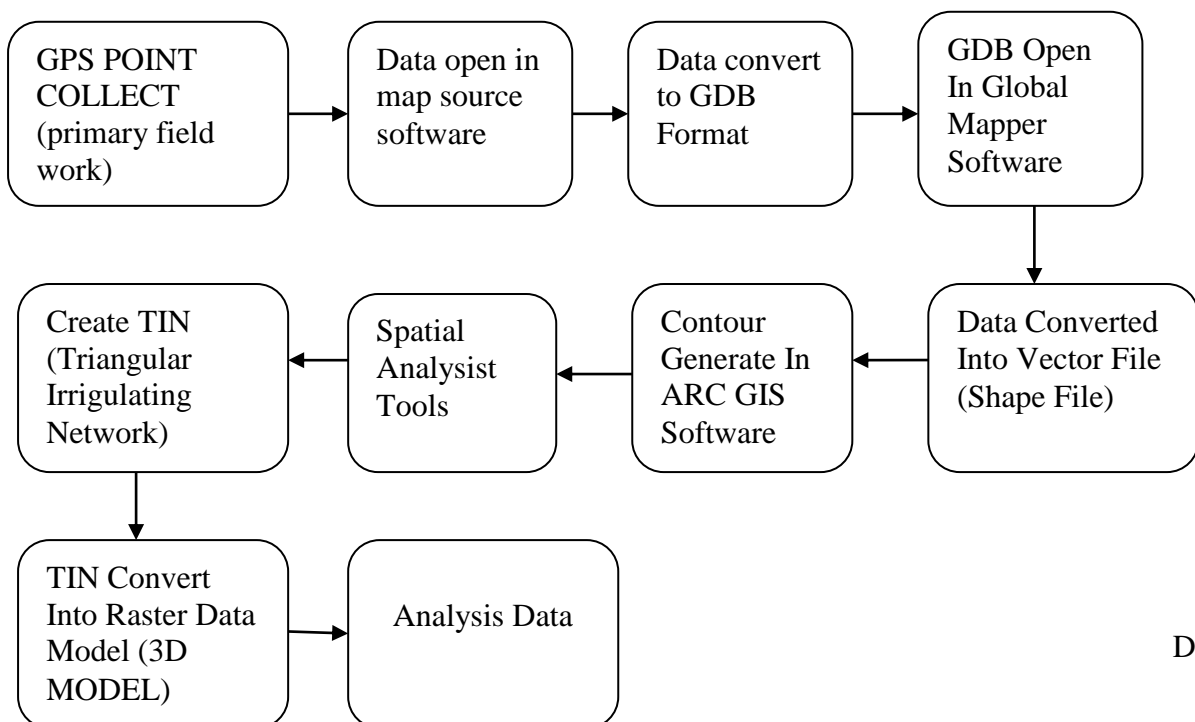 GPS POINT
COLLECT
(primary field
work)
Data open in
map source
software
Data convert
to GDB
Format
GDB Open
In Global
Mapper
Software
Data Converted
Into Vector File
(Shape File)
Contour
Generate In
ARC GIS
Software
Spatial
Analysist
Tools
Create TIN
(Triangular
Irrigulating
Network)
TIN Convert
Into Raster Data
Model (3D
MODEL)
Analysis Data
D